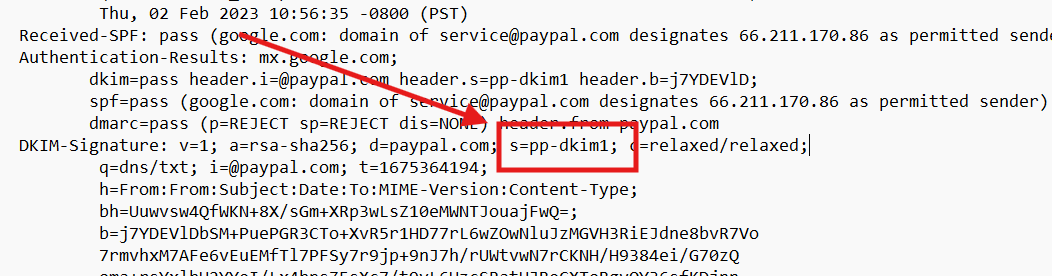 Thu, 02 Feb 2023 10:56:35 -0800 (PST)
Received-SPF: pass (google.com: domain of service@paypal.com designates 66.211.170.86 as permitted sende
Authentication-Results: mx.google.com;
dkim=pass header.i=@paypal.com header.s=pp-dkim1 header.b=j7YDEVlD;
spf=pass (google.com: domain of service@paypal.com designates 66.211.170.86 as permitted sender)
dmarc=pass (p=REJECT sp=REJECT dis=NONE) header.from=paypal.com
DKIM-Signature: v=1; a=rsa-sha256; d=paypal.com; s=pp-dkim1; c=relaxed/relaxed;
q=dns/txt; i=@paypal.com; t=1675364194;
h=From:From:Subject:Date:To:MIME-Version:Content-Type;
bh=Uuwvsw4QfWKN+8X/sGm+XRp3wLsZ10eMWNTJouajFwQ=;
b=j7YDEVlDbSM+PuePGR3CTo+XvR5r1HD77rL6wZOwNluJzMGVH3RiEJdne8bvR7Vo
7rmvhxM7AFe6vEuEMfTl7PFSy7r9jp+9nJ7h/rUWtvwN7rCKNH/H9384ei/G70zQ